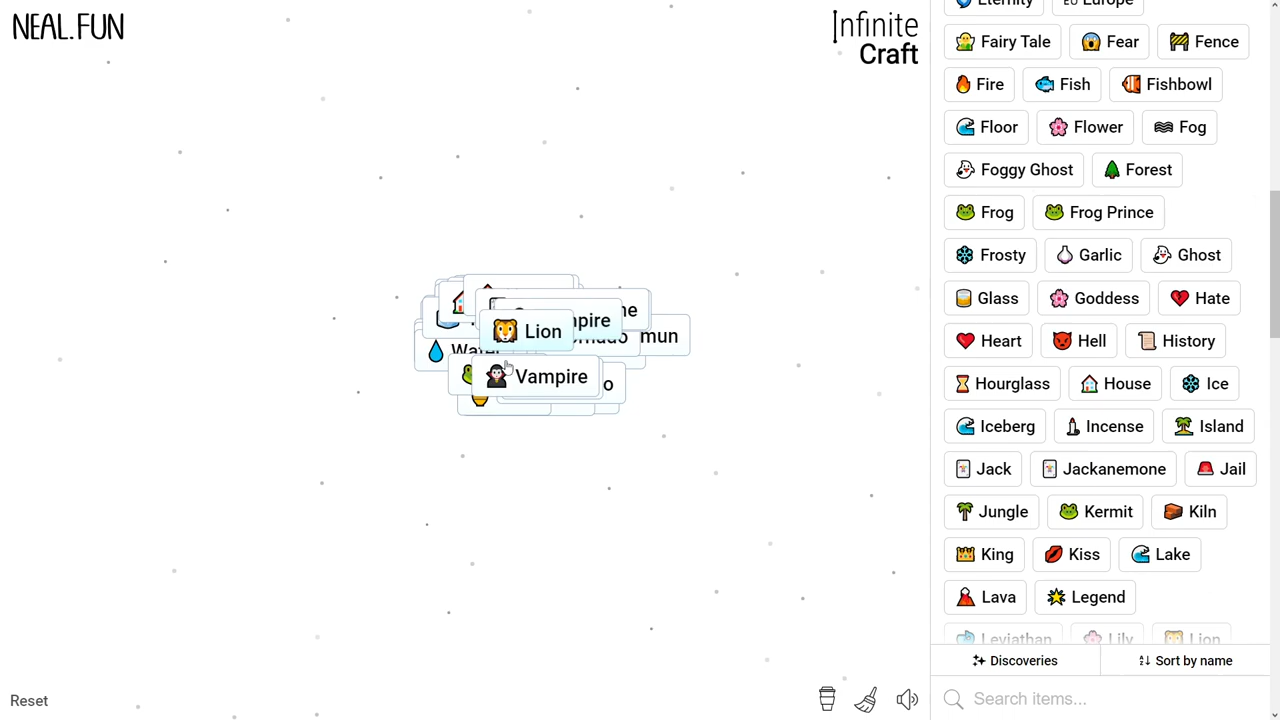 NEAL.FUN
Infinite
Craft
Eternity EU Europe
Fairy Tale Fear Fence
Fire Fish Fishbowl
Floor Flower Fog
Foggy Ghost Forest
Frog Frog Prince
Frosty Garlic Ghost
Glass Goddess Hate
Heart Hell History
Hourglass House Ice
Iceberg Incense Island
Jack Jackanemone Jail
Jungle Kermit Kiln
King Kiss Lake
Lava Legend
Leviathan Lily Lion
Lion
Water
Vampire
Discoveries Sort by name
Search items...
Reset